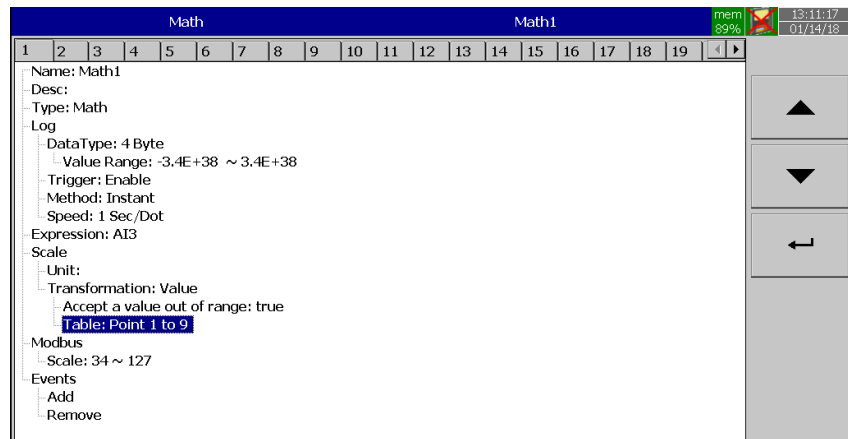 Math Math1 mem 13:11:17
89% 01/14/18
1 2 3 4 5 6 7 8 9 10 11 12 13 14 15 16 17 18 19
Name: Math1
Desc:
Type: Math
Log
DataType: 4 Byte
Value Range: -3.4E+38 ~ 3.4E+38
Trigger: Enable
Method: Instant
Speed: 1 Sec/Dot
Expression: AI3
Scale
Unit:
Transformation: Value
Accept a value out of range: true
Table: Point 1 to 9
Modbus
Scale: 34 ~ 127
Events
Add
Remove